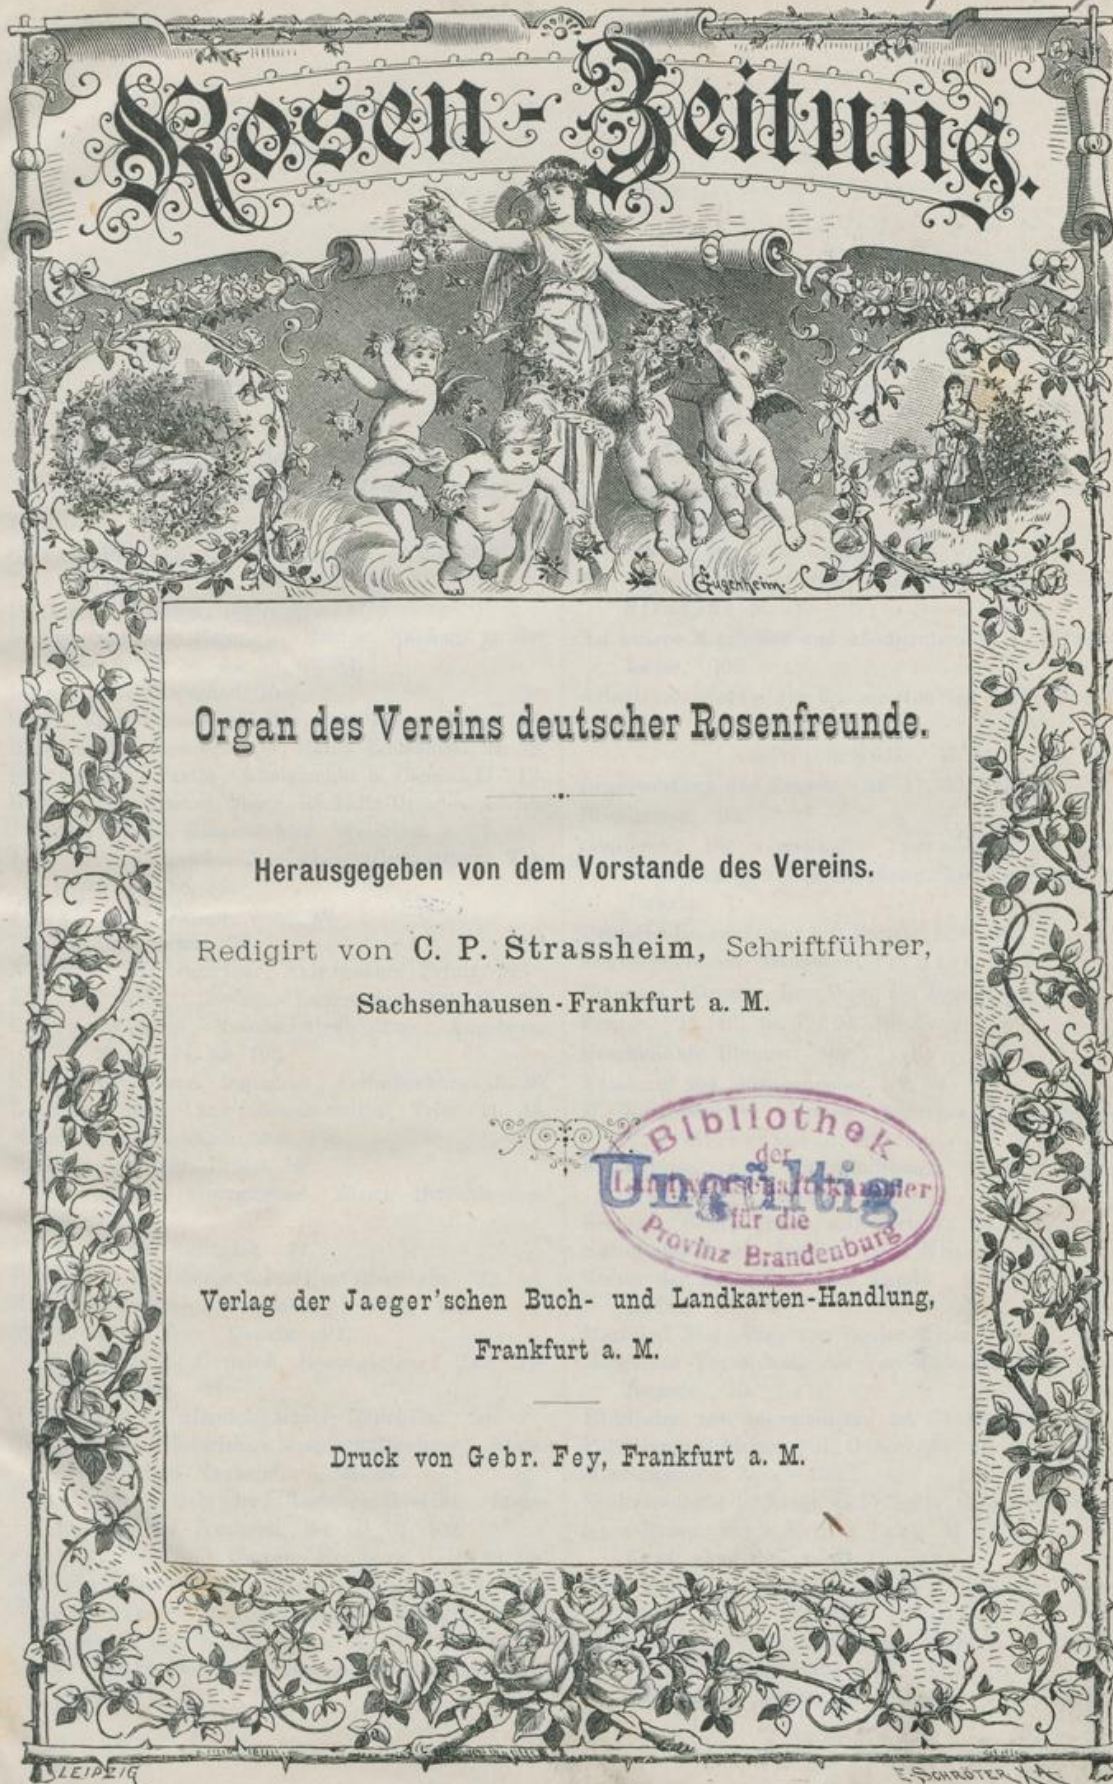 Rosen-Zeitung.
Eugenheim
Organ des Vereins deutscher Rosenfreunde.
Herausgegeben von dem Vorstande des Vereins.
Redigirt von C. P. Strassheim, Schriftführer,
Sachsenhausen-Frankfurt a. M.
Bibliothek
der
Landwirtschaftskammer
für die
Provinz Brandenburg
Ungültig
Verlag der Jaeger'schen Buch- und Landkarten-Handlung,
Frankfurt a. M.
Druck von Gebr. Fey, Frankfurt a. M.
LEIPZIG
E. SCHRÖTER X.A.